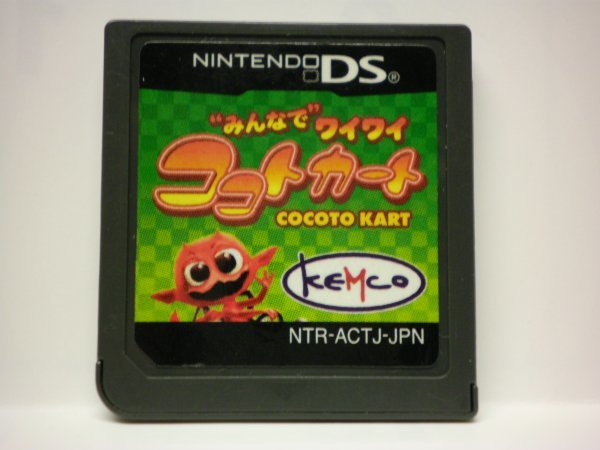 NINTENDO DS®
"みんなで"ワイワイ
ココトカート
COCOTO KART
KEMCO
NTR-ACTJ-JPN